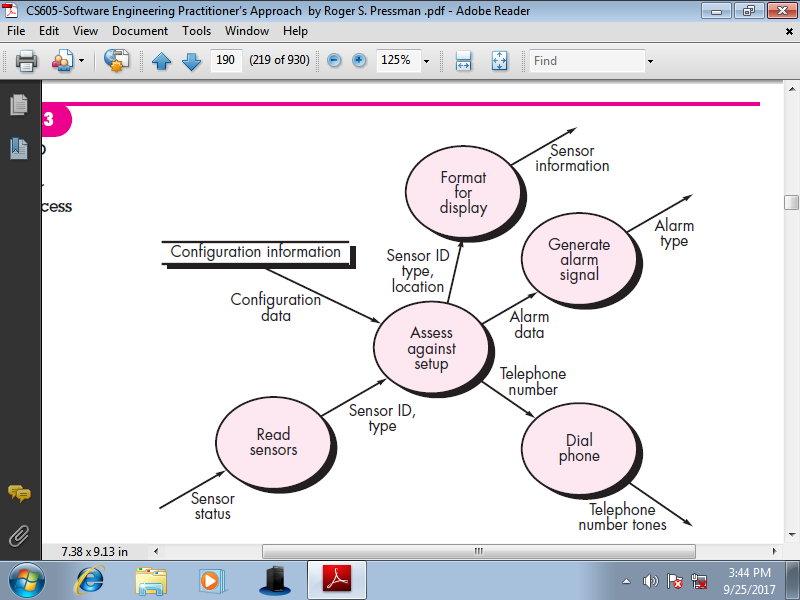 CS605-Software Engineering Practitioner's Approach by Roger S. Pressman .pdf - Adobe Reader
File Edit View Document Tools Window Help
190 (219 of 930) 125% Find
3
cess
Sensor
information
Format
for
display
Alarm
type
Generate
alarm
signal
Configuration information
Sensor ID
type,
location
Configuration
data
Alarm
data
Assess
against
setup
Telephone
number
Sensor ID,
type
Read
sensors
Dial
phone
Sensor
status
Telephone
number tones
7.38 x 9.13 in
3:44 PM
9/25/2017